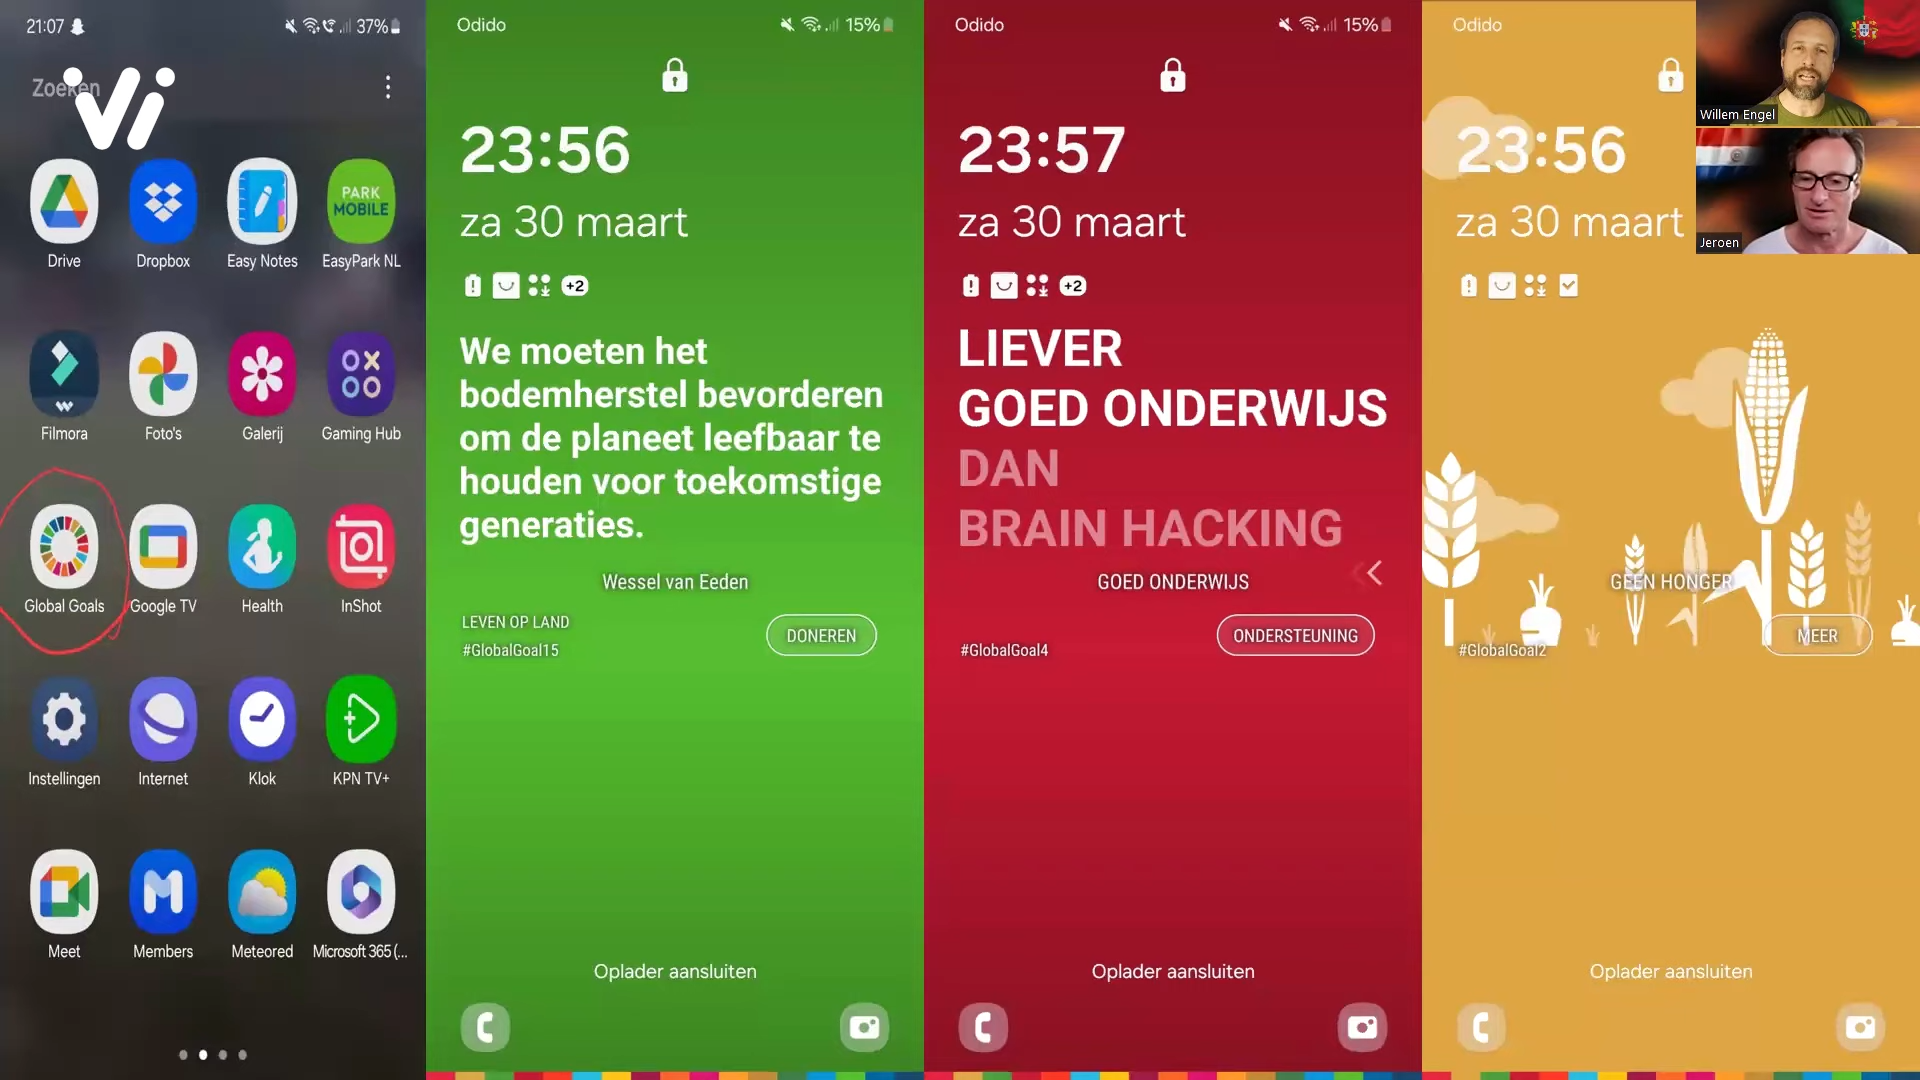 21:07
37%
Zoeken
Vi
Drive
Dropbox
Easy Notes
PARK
MOBILE
EasyPark NL
Filmora
Foto's
Galerij
Gaming Hub
Global Goals
Google TV
Health
InShot
Instellingen
Internet
Klok
KPN TV+
Meet
Members
Meteored
Microsoft 365 (...
Odido
15%
23:56
za 30 maart
+2
We moeten het
bodemherstel bevorderen
om de planeet leefbaar te
houden voor toekomstige
generaties.
Wessel van Eeden
LEVEN OP LAND
#GlobalGoal15
DONEREN
Oplader aansluiten
Odido
15%
23:57
za 30 maart
+2
LIEVER
GOED ONDERWIJS
DAN
BRAIN HACKING
GOED ONDERWIJS
#GlobalGoal4
ONDERSTEUNING
Oplader aansluiten
Odido
23:56
za 30 maart
GEEN HONGER
#GlobalGoal2
MEER
Oplader aansluiten
Willem Engel
Jeroen